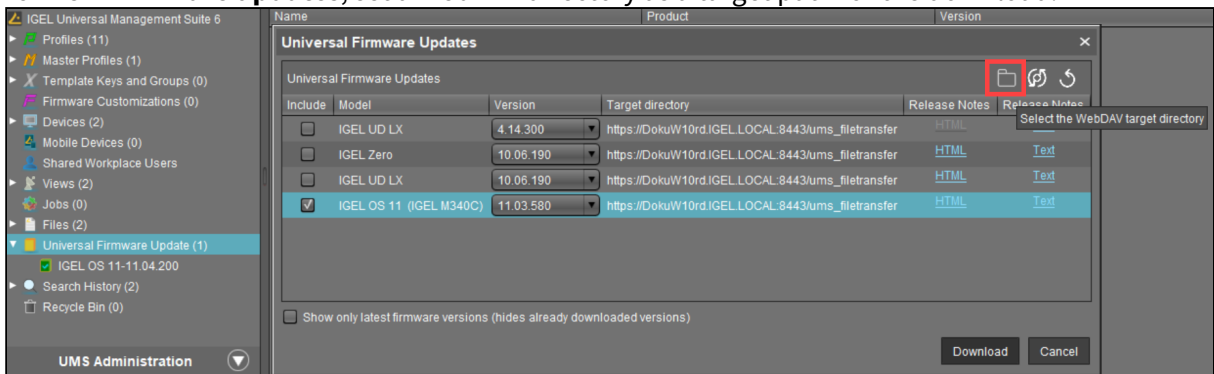 IGEL Universal Management Suite 6
Profiles (11)
Master Profiles (1)
Template Keys and Groups (0)
Firmware Customizations (0)
Devices (2)
Mobile Devices (0)
Shared Workplace Users
Views (2)
Jobs (0)
Files (2)
Universal Firmware Update (1)
IGEL OS 11-11.04.200
Search History (2)
Recycle Bin (0)
UMS Administration
Name Product Version
Universal Firmware Updates
Universal Firmware Updates
Include Model Version Target directory Release Notes Release Notes
Select the WebDAV target directory
IGEL UD LX 4.14.300 https://DokuW10rd.IGEL.LOCAL:8443/ums_filetransfer HTML
IGEL Zero 10.06.190 https://DokuW10rd.IGEL.LOCAL:8443/ums_filetransfer HTML Text
IGEL UD LX 10.06.190 https://DokuW10rd.IGEL.LOCAL:8443/ums_filetransfer HTML Text
IGEL OS 11 (IGEL M340C) 11.03.580 https://DokuW10rd.IGEL.LOCAL:8443/ums_filetransfer HTML Text
Show only latest firmware versions (hides already downloaded versions)
Download Cancel